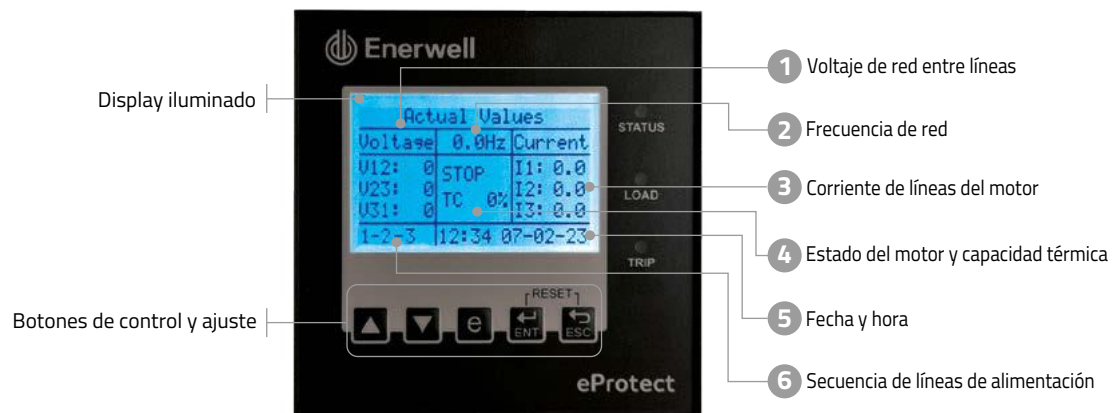 Enerwell
Display iluminado
Botones de control y ajuste
Actual Values
Voltage 0.0Hz Current
V12: 0
V23: 0
V31: 0
STOP
TC 0%
I1: 0.0
I2: 0.0
I3: 0.0
1-2-3 12:34 07-02-23
STATUS
LOAD
TRIP
RESET
e
ENT
ESC
eProtect
1 Voltaje de red entre líneas
2 Frecuencia de red
3 Corriente de líneas del motor
4 Estado del motor y capacidad térmica
5 Fecha y hora
6 Secuencia de líneas de alimentación